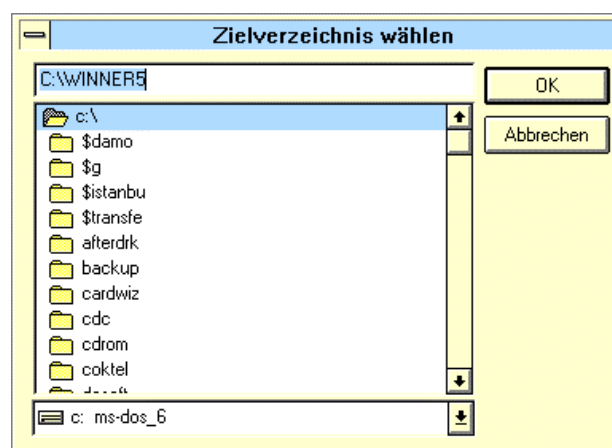 Zielverzeichnis wählen
C:\WINNER5
OK
c:\
Abbrechen
$damo
$g
$istanbu
$transfe
afterdrk
backup
cardwiz
cdc
cdrom
coktel
c: ms-dos_6